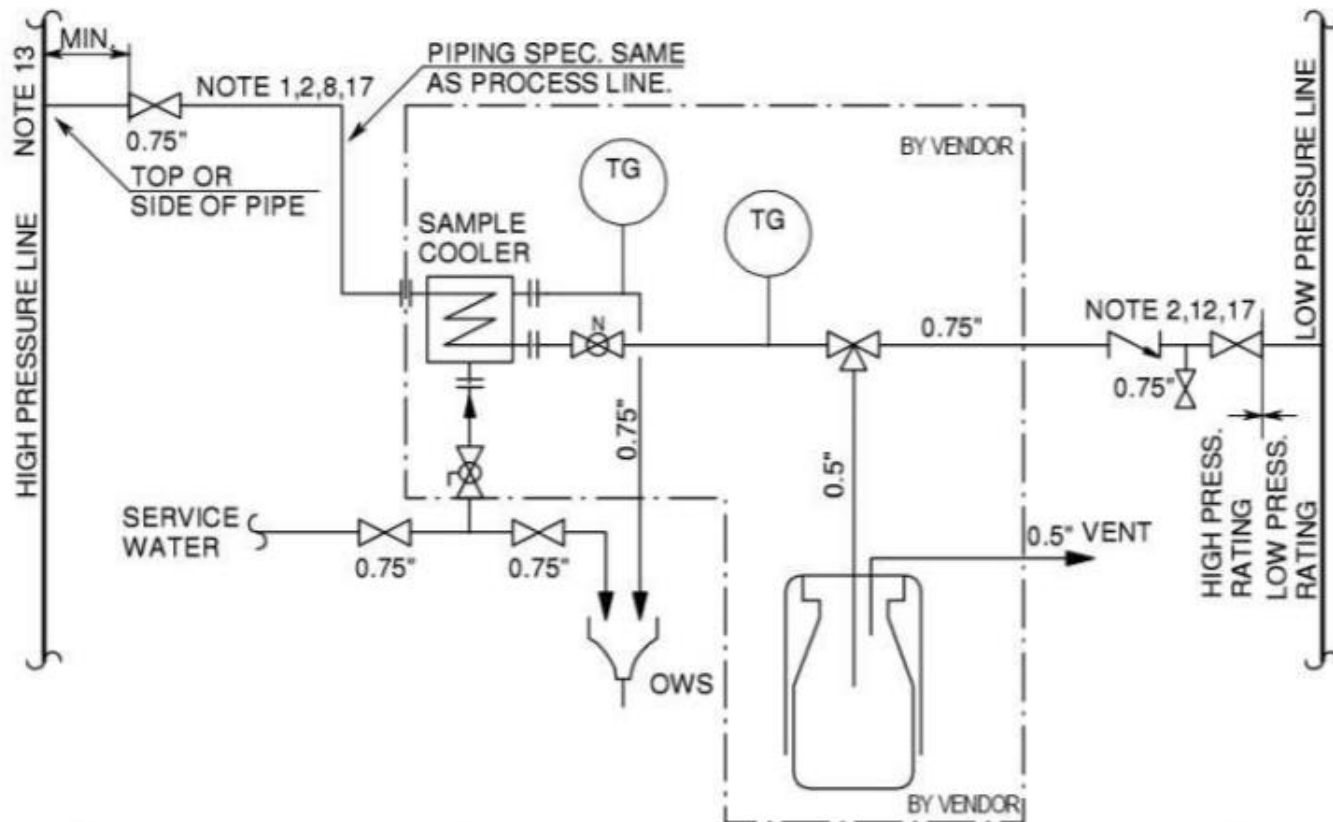 MIN.
NOTE 13
HIGH PRESSURE LINE
NOTE 1,2,8,17
0.75"
TOP OR
SIDE OF PIPE
PIPING SPEC. SAME
AS PROCESS LINE.
BY VENDOR
TG
TG
SAMPLE
COOLER
N
0.75"
NOTE 2,12,17
0.75"
LOW PRESSURE LINE
0.75"
0.5"
HIGH PRESS.
RATING
LOW PRESS.
RATING
SERVICE
WATER
0.75"
0.75"
0.5" VENT
OWS
BY VENDOR
0.75"